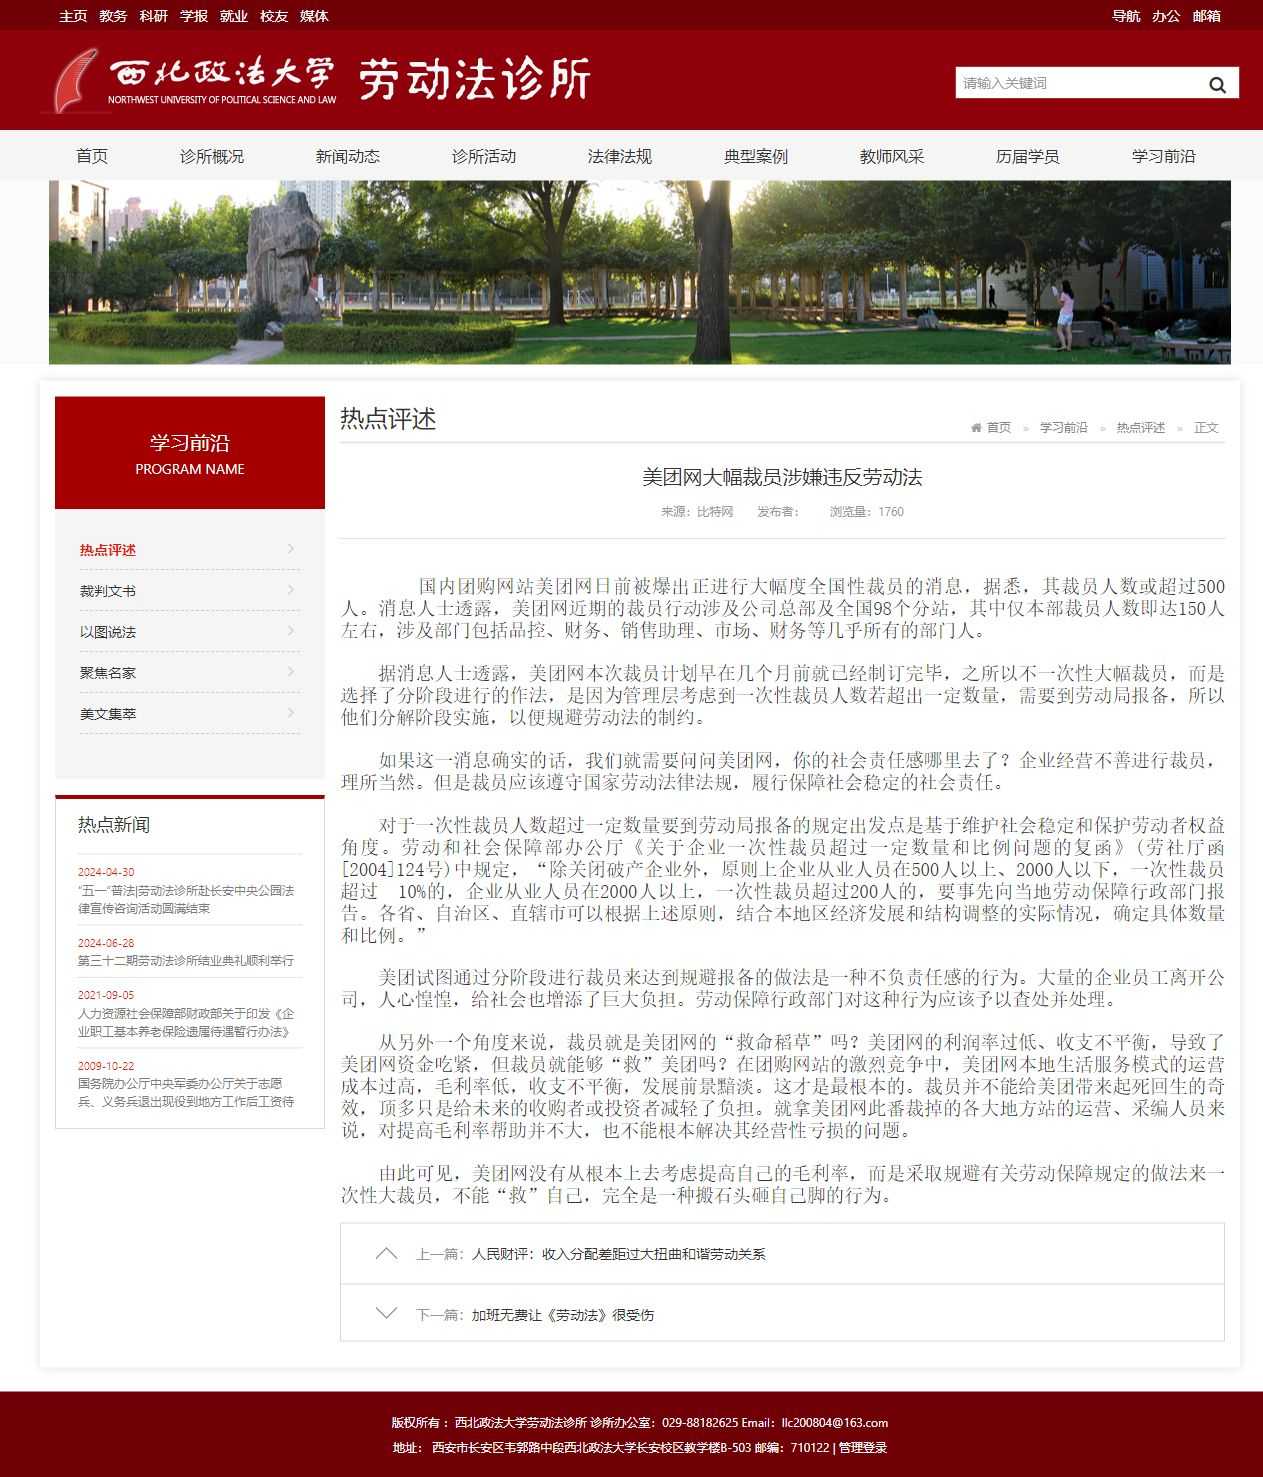 主页 教务 科研 学报 就业 校友 媒体
导航 办公 邮箱
西北政法大学 劳动法诊所
NORTHWEST UNIVERSITY OF POLITICAL SCIENCE AND LAW
请输入关键词
首页 诊所概况 新闻动态 诊所活动 法律法规 典型案例 教师风采 历届学员 学习前沿
学习前沿
PROGRAM NAME
热点评述
裁判文书
以图说法
聚焦名家
美文集萃
热点新闻
2024-04-30
“五一”普法|劳动法诊所赴长安中央公园法
律宣传咨询活动圆满结束
2024-06-28
第三十二期劳动法诊所结业典礼顺利举行
2021-09-05
人力资源社会保障部财政部关于印发《企
业职工基本养老保险遗属待遇暂行办法》
2009-10-22
国务院办公厅中央军委办公厅关于志愿
兵、义务兵退出现役到地方工作后工资待
热点评述
首页 » 学习前沿 » 热点评述 » 正文
美团网大幅裁员涉嫌违反劳动法
来源：比特网 发布者： 浏览量：1760
国内团购网站美团网日前被爆出正进行大幅度全国性裁员的消息，据悉，其裁员人数或超过500
人。消息人士透露，美团网近期的裁员行动涉及公司总部及全国98个分站，其中仅本部裁员人数即达150人
左右，涉及部门包括品控、财务、销售助理、市场、财务等几乎所有的部门人。
据消息人士透露，美团网本次裁员计划早在几个月前就已经制订完毕，之所以不一次性大幅裁员，而是
选择了分阶段进行的作法，是因为管理层考虑到一次性裁员人数若超出一定数量，需要到劳动局报备，所以
他们分解阶段实施，以便规避劳动法的制约。
如果这一消息确实的话，我们就需要问问美团网，你的社会责任感哪里去了？企业经营不善进行裁员，
理所当然。但是裁员应该遵守国家劳动法律法规，履行保障社会稳定的社会责任。
对于一次性裁员人数超过一定数量要到劳动局报备的规定出发点是基于维护社会稳定和保护劳动者权益
角度。劳动和社会保障部办公厅《关于企业一次性裁员超过一定数量和比例问题的复函》(劳社厅函
[2004]124号)中规定，“除关闭破产企业外，原则上企业从业人员在500人以上、2000人以下，一次性裁员
超过 10%的，企业从业人员在2000人以上，一次性裁员超过200人的，要事先向当地劳动保障行政部门报
告。各省、自治区、直辖市可以根据上述原则，结合本地区经济发展和结构调整的实际情况，确定具体数量
和比例。”
美团试图通过分阶段进行裁员来达到规避报备的做法是一种不负责任感的行为。大量的企业员工离开公
司，人心惶惶，给社会也增添了巨大负担。劳动保障行政部门对这种行为应该予以查处并处理。
从另外一个角度来说，裁员就是美团网的“救命稻草”吗？美团网的利润率过低、收支不平衡，导致了
美团网资金吃紧，但裁员就能够“救”美团吗？在团购网站的激烈竞争中，美团网本地生活服务模式的运营
成本过高，毛利率低，收支不平衡，发展前景黯淡。这才是最根本的。裁员并不能给美团带来起死回生的奇
效，顶多只是给未来的收购者或投资者减轻了负担。就拿美团网此番裁掉的各大地方站的运营、采编人员来
说，对提高毛利率帮助并不大，也不能根本解决其经营性亏损的问题。
由此可见，美团网没有从根本上去考虑提高自己的毛利率，而是采取规避有关劳动保障规定的做法来一
次性大裁员，不能“救”自己，完全是一种搬石头砸自己脚的行为。
上一篇：人民财评：收入分配差距过大扭曲和谐劳动关系
下一篇：加班无费让《劳动法》很受伤
版权所有 ：西北政法大学劳动法诊所 诊所办公室：029-88182625 Email：llc200804@163.com
地址： 西安市长安区韦郭路中段西北政法大学长安校区教学楼B-503 邮编：710122 | 管理登录